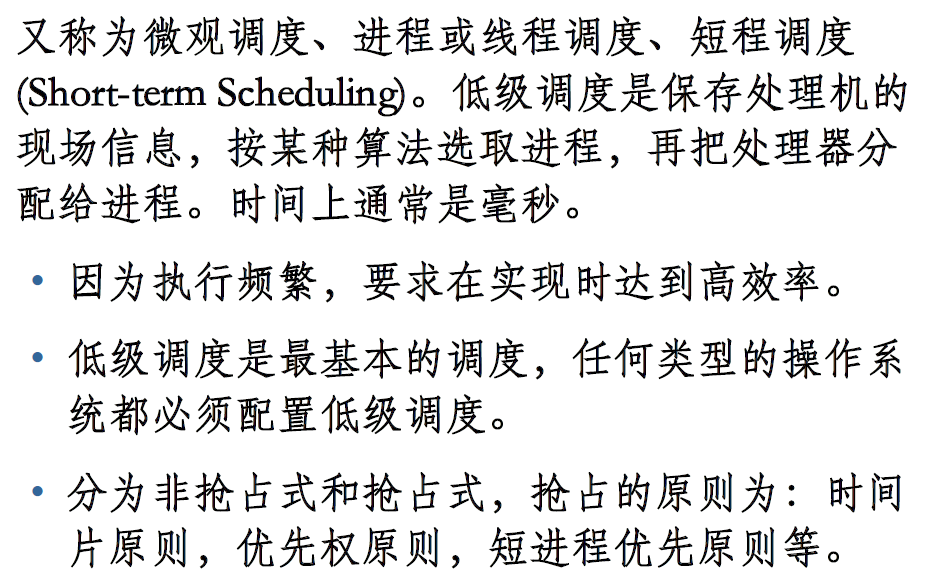 又称为微观调度、进程或线程调度、短程调度
(Short-term Scheduling)。低级调度是保存处理机的
现场信息，按某种算法选取进程，再把处理器分
配给进程。时间上通常是毫秒。
• 因为执行频繁，要求在实现时达到高效率。
• 低级调度是最基本的调度，任何类型的操作系
统都必须配置低级调度。
• 分为非抢占式和抢占式，抢占的原则为：时间
片原则，优先权原则，短进程优先原则等。